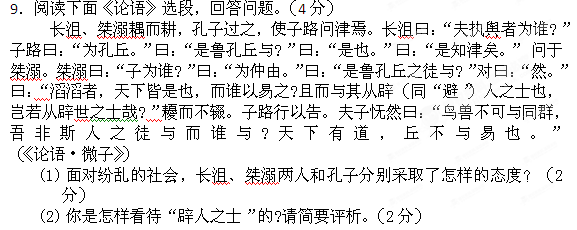 9．阅读下面《论语》选段，回答问题。（4 分）
长沮、桀溺耦而耕，孔子过之，使子路问津焉。长沮曰：“夫执舆者为谁？”
子路曰：“为孔丘。”曰：“是鲁孔丘与？”曰：“是也。”曰：“是知津矣。” 问于
桀溺。桀溺曰：“子为谁？”曰：“为仲由。”曰：“是鲁孔丘之徒与？”对曰：“然。”
曰：“滔滔者，天下皆是也，而谁以易之？且而与其从辟（同“避”）人之士也，
岂若从辟世之士哉？”耰而不辍。子路行以告。夫子怃然曰：“鸟兽不可与同群，
吾非斯人之徒与而谁与？天下有道，丘不与易也。”
（《论语·微子》）
（1）面对纷乱的社会，长沮、桀溺两人和孔子分别采取了怎样的态度？（2
分）
（2）你是怎样看待“辟人之士 ”的?请简要评析。（2 分）